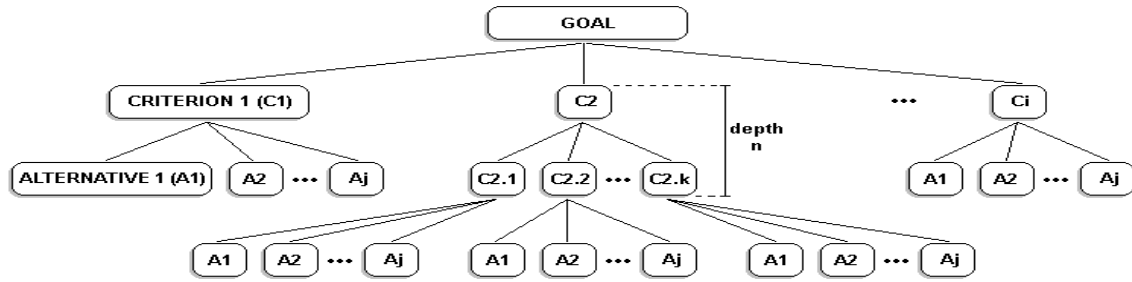 GOAL
CRITERION 1 (C1)
C2
•••
Ci
depth
n
ALTERNATIVE 1 (A1)
A2
•••
Aj
C2.1
C2.2
•••
C2.k
A1
A2
•••
Aj
A1
A2
•••
Aj
A1
A2
•••
Aj
A1
A2
•••
Aj